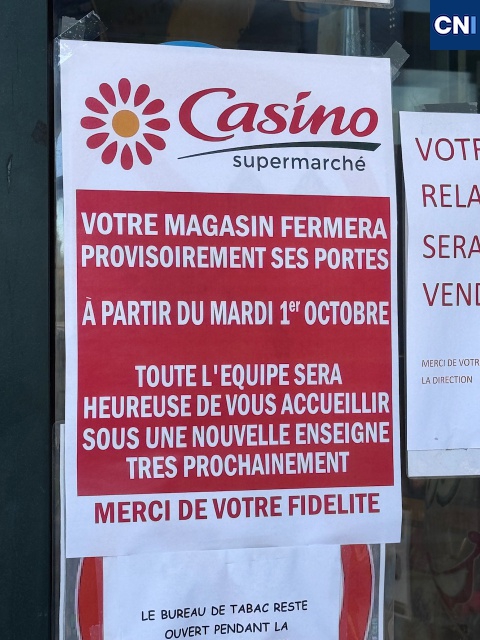 CNI
Casino
supermarché
VOTRE MAGASIN FERMERA
PROVISOIREMENT SES PORTES
À PARTIR DU MARDI 1er OCTOBRE
TOUTE L'EQUIPE SERA
HEUREUSE DE VOUS ACCUEILLIR
SOUS UNE NOUVELLE ENSEIGNE
TRES PROCHAINEMENT
MERCI DE VOTRE FIDELITE
LE BUREAU DE TABAC RESTE
OUVERT PENDANT LA
RELA
SERA
VEND
MERCI DE VOTR
LA DIRECTION